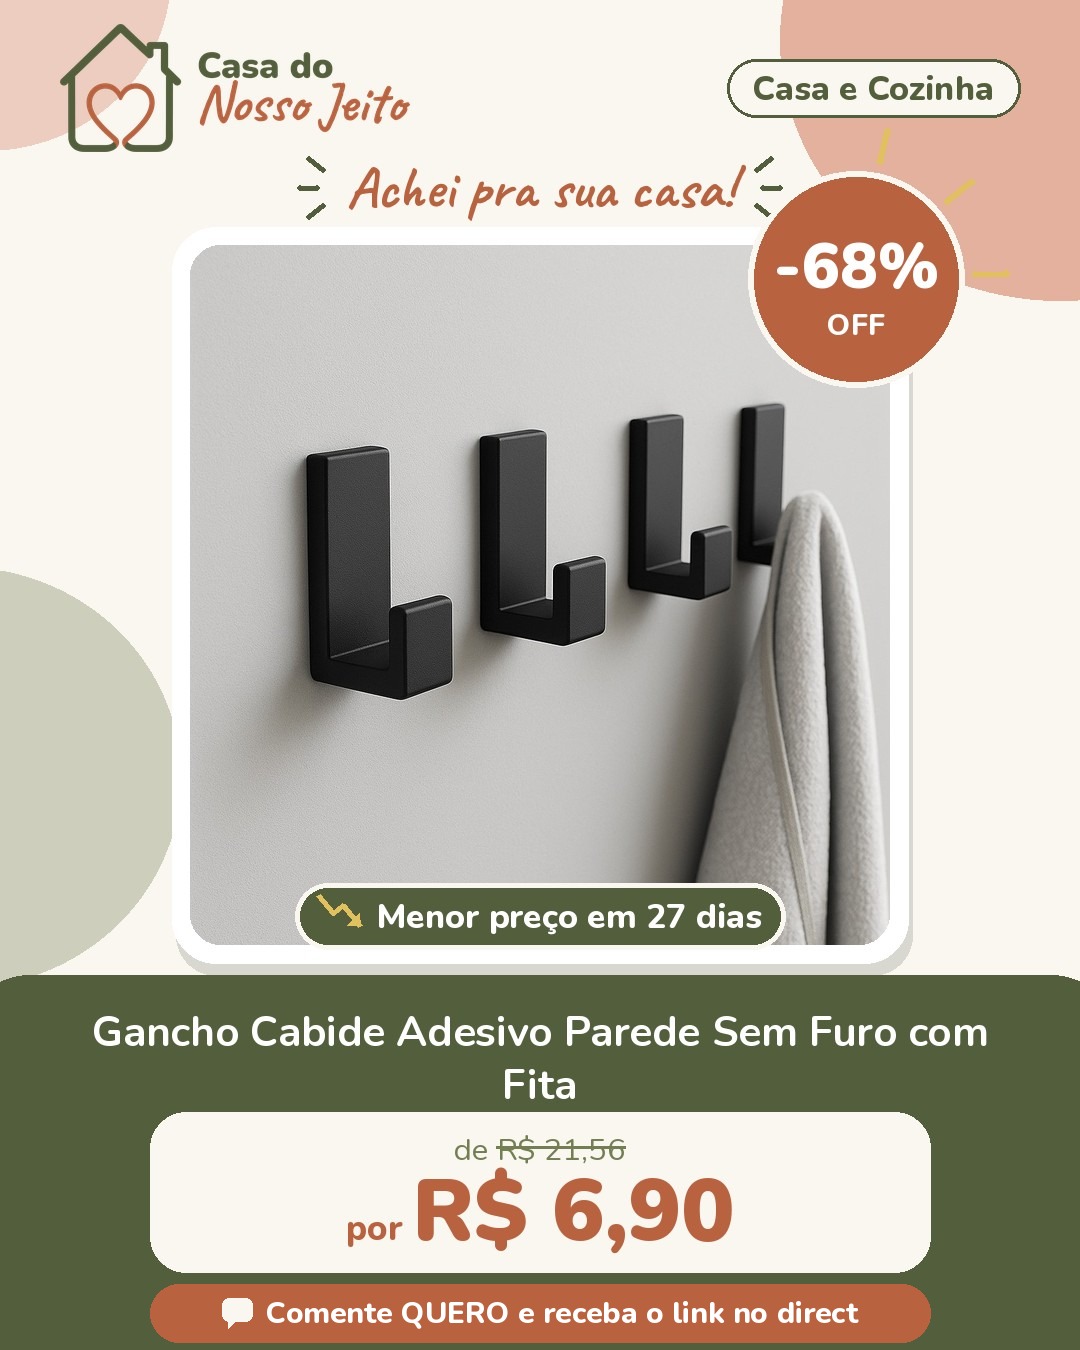 Casa do
Nosso Jeito
Casa e Cozinha
Achei pra sua casa!
-68%
OFF
Menor preço em 27 dias
Gancho Cabide Adesivo Parede Sem Furo com
Fita
de R$ 21,56
por R$ 6,90
Comente QUERO e receba o link no direct